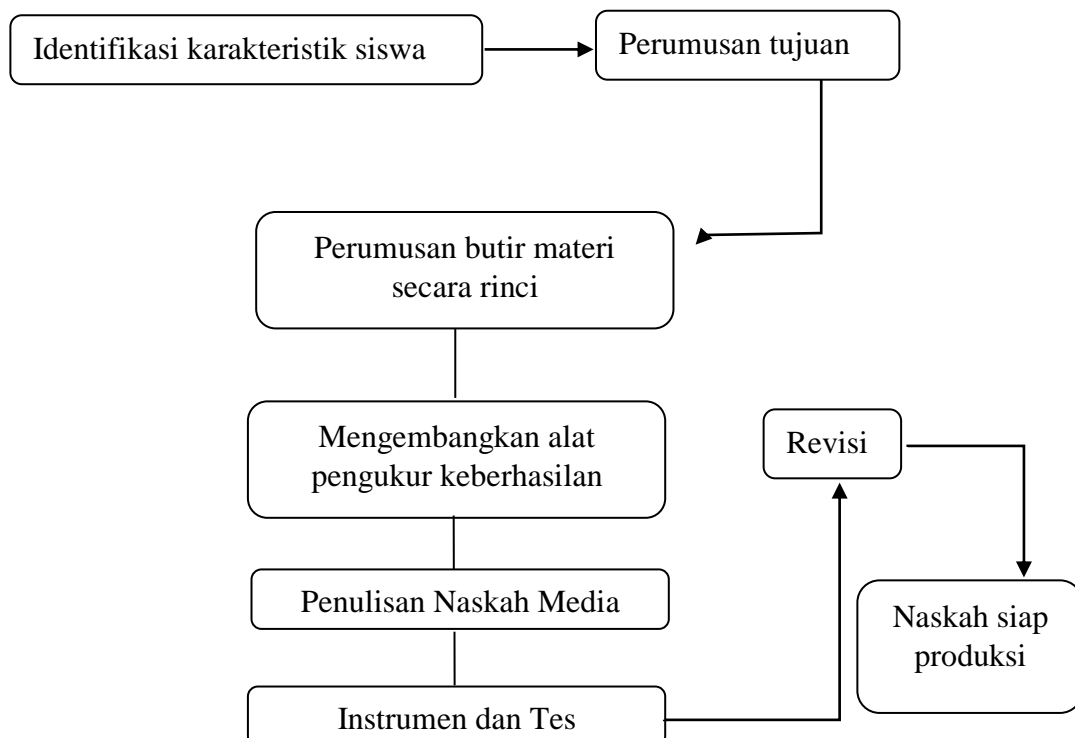 Identifikasi karakteristik siswa
Perumusan tujuan
Perumusan butir materi
secara rinci
Mengembangkan alat
pengukur keberhasilan
Penulisan Naskah Media
Instrumen dan Tes
Revisi
Naskah siap
produksi